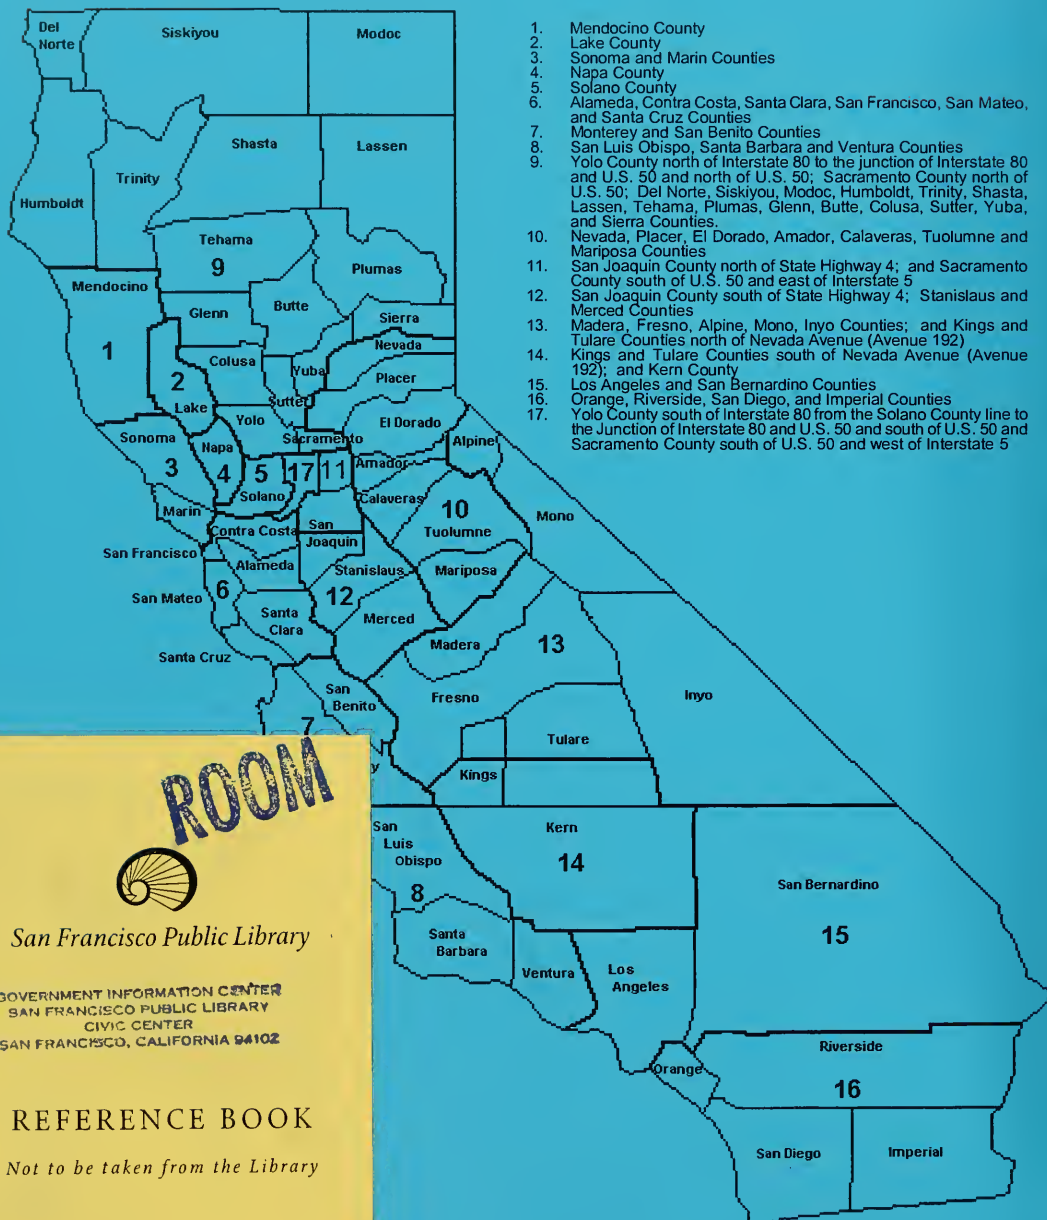 Del
Norte
Siskiyou
Modoc
Shasta
Lassen
Trinity
Humboldt
Tehama
9
Plumas
Mendocino
Glenn
Butte
Sierra
Nevada
1
Colusa
Yuba
Placer
2
Lake
Sutter
Yolo
El Dorado
Sonoma
Sacramento
Napa
Alpine
3
4
5
17
11
Amador
Solano
Calaveras
10
Marin
Mono
Contra Costa
San
Joaquin
Tuolumne
San Francisco
Alameda
Stanislaus
Mariposa
6
12
San Mateo
Santa
Clara
Merced
Madera
13
Santa Cruz
San
Benito
Fresno
Inyo
7
Tulare
y
Kings
San
Luis
Obispo
Kern
14
8
San Bernardino
15
Santa
Barbara
Ventura
Los
Angeles
Riverside
Orange
16
San Diego
Imperial
1. Mendocino County
2. Lake County
3. Sonoma and Marin Counties
4. Napa County
5. Solano County
6. Alameda, Contra Costa, Santa Clara, San Francisco, San Mateo,
and Santa Cruz Counties
7. Monterey and San Benito Counties
8. San Luis Obispo, Santa Barbara and Ventura Counties
9. Yolo County north of Interstate 80 to the junction of Interstate 80
and U.S. 50 and north of U.S. 50; Sacramento County north of
U.S. 50; Del Norte, Siskiyou, Modoc, Humboldt, Trinity, Shasta,
Lassen, Tehama, Plumas, Glenn, Butte, Colusa, Sutter, Yuba,
and Sierra Counties.
10. Nevada, Placer, El Dorado, Amador, Calaveras, Tuolumne and
Mariposa Counties
11. San Joaquin County north of State Highway 4; and Sacramento
County south of U.S. 50 and east of Interstate 5
12. San Joaquin County south of State Highway 4; Stanislaus and
Merced Counties
13. Madera, Fresno, Alpine, Mono, Inyo Counties; and Kings and
Tulare Counties north of Nevada Avenue (Avenue 192)
14. Kings and Tulare Counties south of Nevada Avenue (Avenue
192); and Kern County
15. Los Angeles and San Bernardino Counties
16. Orange, Riverside, San Diego, and Imperial Counties
17. Yolo County south of Interstate 80 from the Solano County line to
the Junction of Interstate 80 and U.S. 50 and south of U.S. 50 and
Sacramento County south of U.S. 50 and west of Interstate 5
ROOM
San Francisco Public Library
GOVERNMENT INFORMATION CENTER
SAN FRANCISCO PUBLIC LIBRARY
CIVIC CENTER
SAN FRANCISCO, CALIFORNIA 94102
REFERENCE BOOK
Not to be taken from the Library